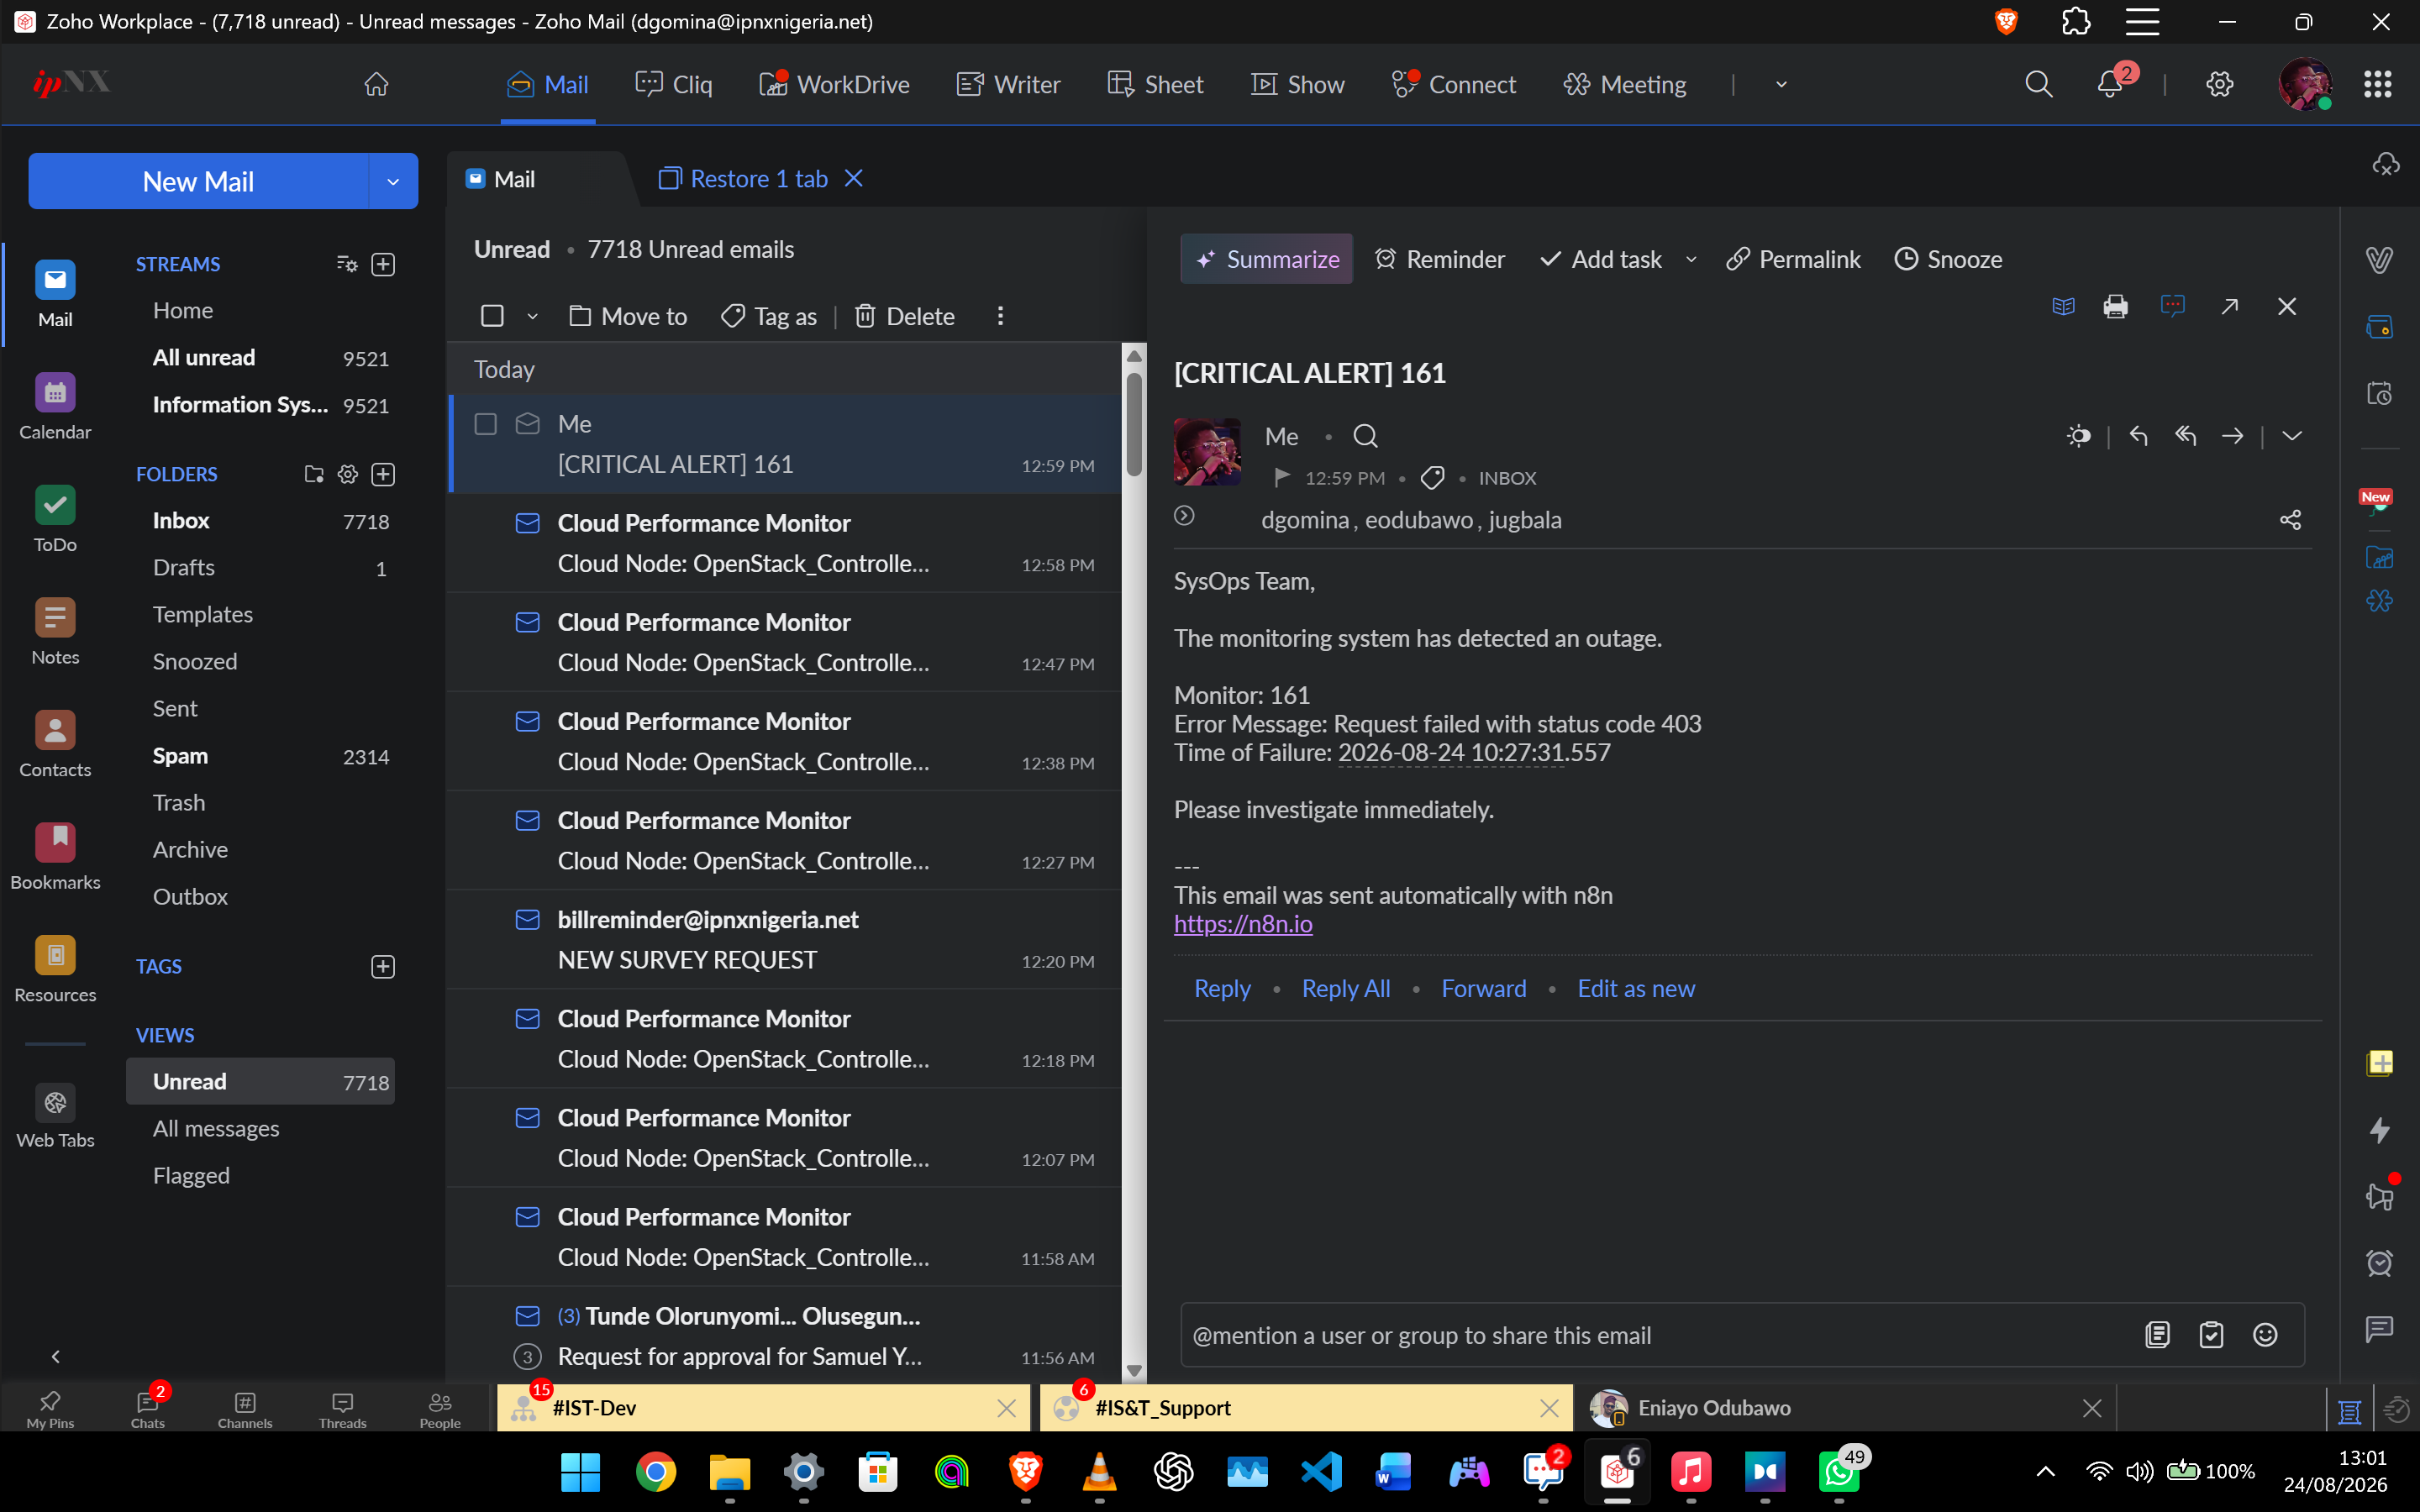 Zoho Workplace - (7,718 unread) - Unread messages - Zoho Mail (dgomina@ipnxnigeria.net)
ipNX
Mail
Cliq
WorkDrive
Writer
Sheet
Show
Connect
Meeting
2
New Mail
Mail
Restore 1 tab
Mail
Calendar
ToDo
Notes
Contacts
Bookmarks
Resources
Web Tabs
STREAMS
Home
All unread 9521
Information Sys... 9521
FOLDERS
Inbox 7718
Drafts 1
Templates
Snoozed
Sent
Spam 2314
Trash
Archive
Outbox
TAGS
VIEWS
Unread 7718
All messages
Flagged
Unread • 7718 Unread emails
Move to
Tag as
Delete
Today
Me
[CRITICAL ALERT] 161 12:59 PM
Cloud Performance Monitor
Cloud Node: OpenStack_Controlle... 12:58 PM
Cloud Performance Monitor
Cloud Node: OpenStack_Controlle... 12:47 PM
Cloud Performance Monitor
Cloud Node: OpenStack_Controlle... 12:38 PM
Cloud Performance Monitor
Cloud Node: OpenStack_Controlle... 12:27 PM
billreminder@ipnxnigeria.net
NEW SURVEY REQUEST 12:20 PM
Cloud Performance Monitor
Cloud Node: OpenStack_Controlle... 12:18 PM
Cloud Performance Monitor
Cloud Node: OpenStack_Controlle... 12:07 PM
Cloud Performance Monitor
Cloud Node: OpenStack_Controlle... 11:58 AM
(3) Tunde Olorunyomi... Olusegun...
3 Request for approval for Samuel Y... 11:56 AM
Summarize
Reminder
Add task
Permalink
Snooze
[CRITICAL ALERT] 161
Me
12:59 PM • • INBOX
dgomina, eodubawo, jugbala
SysOps Team,
The monitoring system has detected an outage.
Monitor: 161
Error Message: Request failed with status code 403
Time of Failure: 2026-08-24 10:27:31.557
Please investigate immediately.
---
This email was sent automatically with n8n
https://n8n.io
Reply • Reply All • Forward • Edit as new
@mention a user or group to share this email
New
My Pins
2
Chats
Channels
Threads
People
15
#IST-Dev
6
#IS&T_Support
Eniayo Odubawo
W
2
6
49
100%
13:01
24/08/2026